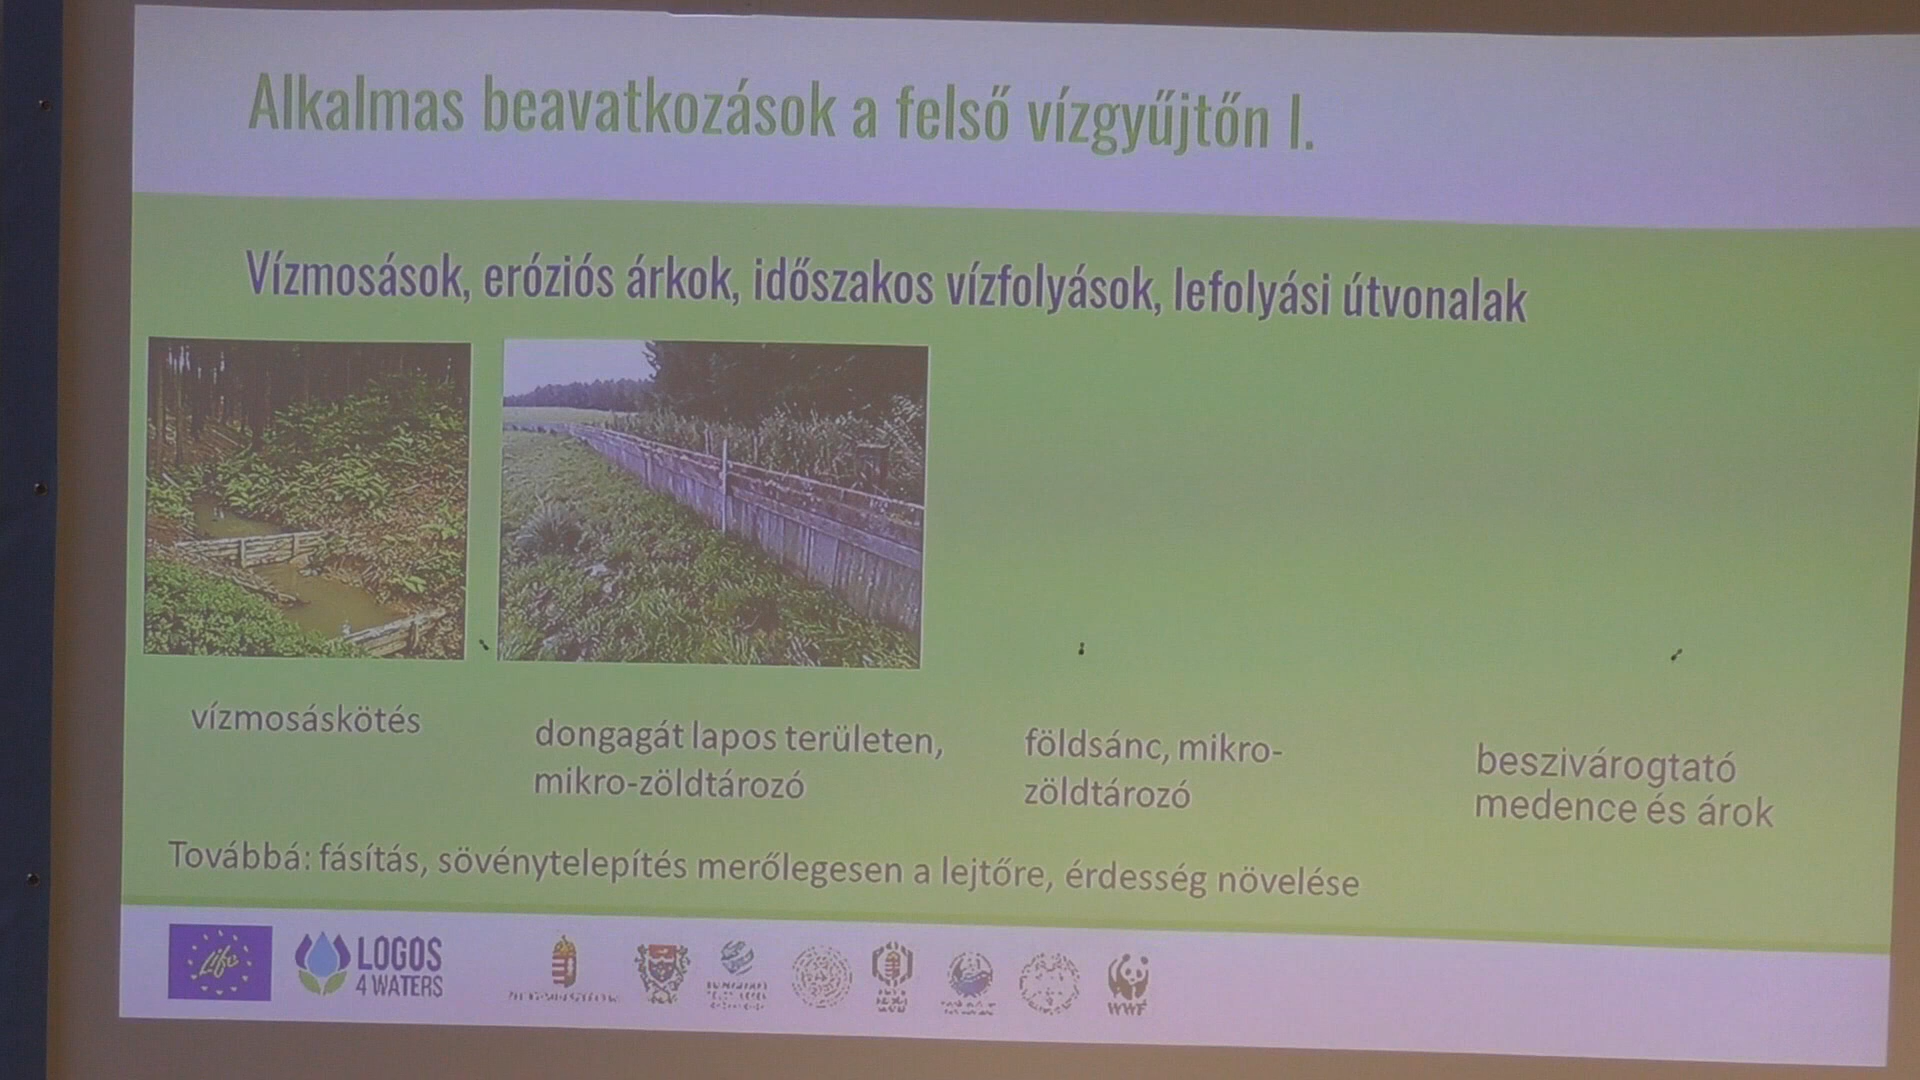 Alkalmas beavatkozások a felső vízgyűjtőn I.
Vízmosások, eróziós árkok, időszakos vízfolyások, lefolyási útvonalak
vízmosáskötés
dongagát lapos területen,
mikro-zöldtározó
földsánc, mikro-
zöldtározó
beszivárogtató
medence és árok
Továbbá: fásítás, sövénytelepítés merőlegesen a lejtőre, érdesség növelése
Life
LOGOS
4 WATERS
WWF